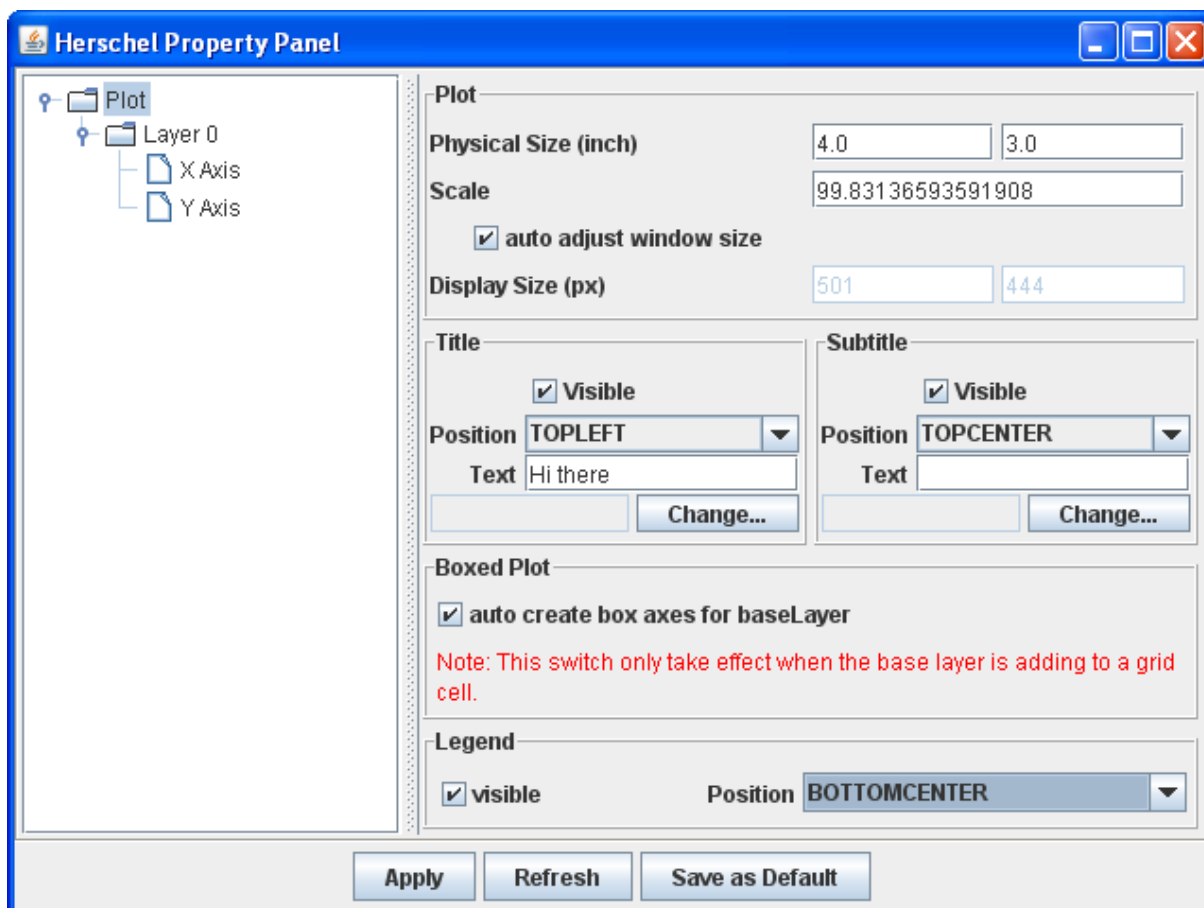 Herschel Property Panel
Plot
Layer 0
X Axis
Y Axis
Plot
Physical Size (inch) 4.0 3.0
Scale 99.83136593591908
auto adjust window size
Display Size (px) 501 444
Title Subtitle
Visible Visible
Position TOPLEFT Position TOPCENTER
Text Hi there Text
Change... Change...
Boxed Plot
auto create box axes for baseLayer
Note: This switch only take effect when the base layer is adding to a grid
cell.
Legend
visible Position BOTTOMCENTER
Apply Refresh Save as Default